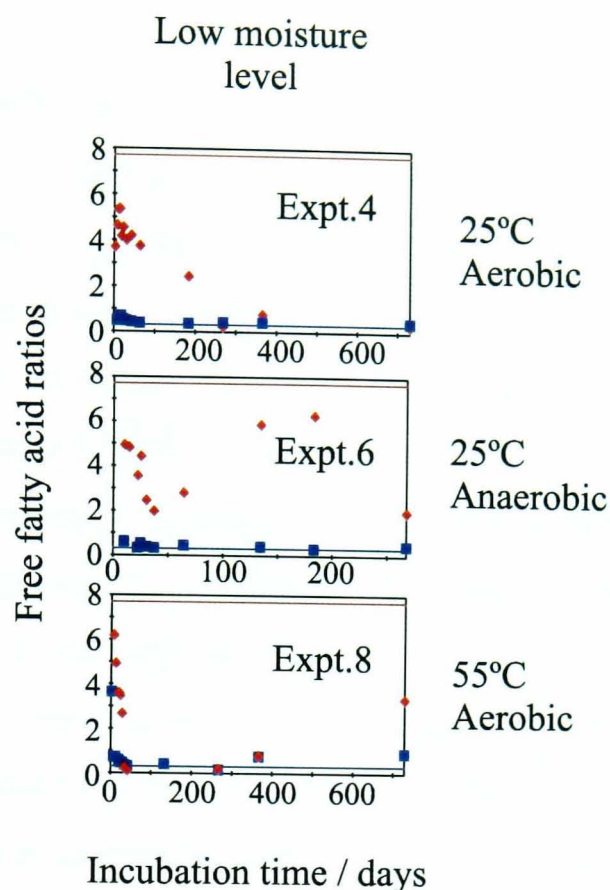 Low moisture
level
Free fatty acid ratios
8
6
4
2
0
Expt.4
0
200
400
600
25ºC
Aerobic
8
6
4
2
0
Expt.6
0
100
200
25ºC
Anaerobic
8
6
4
2
0
Expt.8
0
200
400
600
55ºC
Aerobic
Incubation time / days